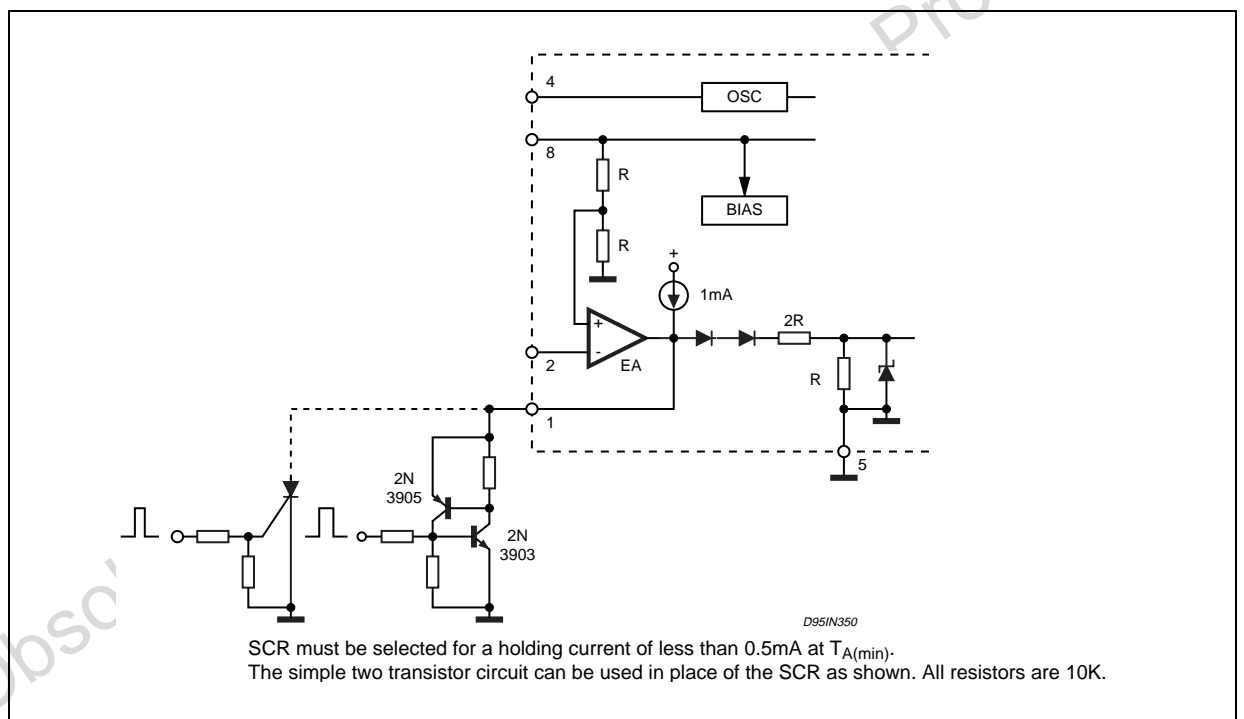 Pro
4
OSC
8
R
BIAS
R
+
1mA
+
2R
-
2
EA
R
1
5
2N
3905
2N
3903
D95IN350
Obso
SCR must be selected for a holding current of less than 0.5mA at TA(min).
The simple two transistor circuit can be used in place of the SCR as shown. All resistors are 10K.